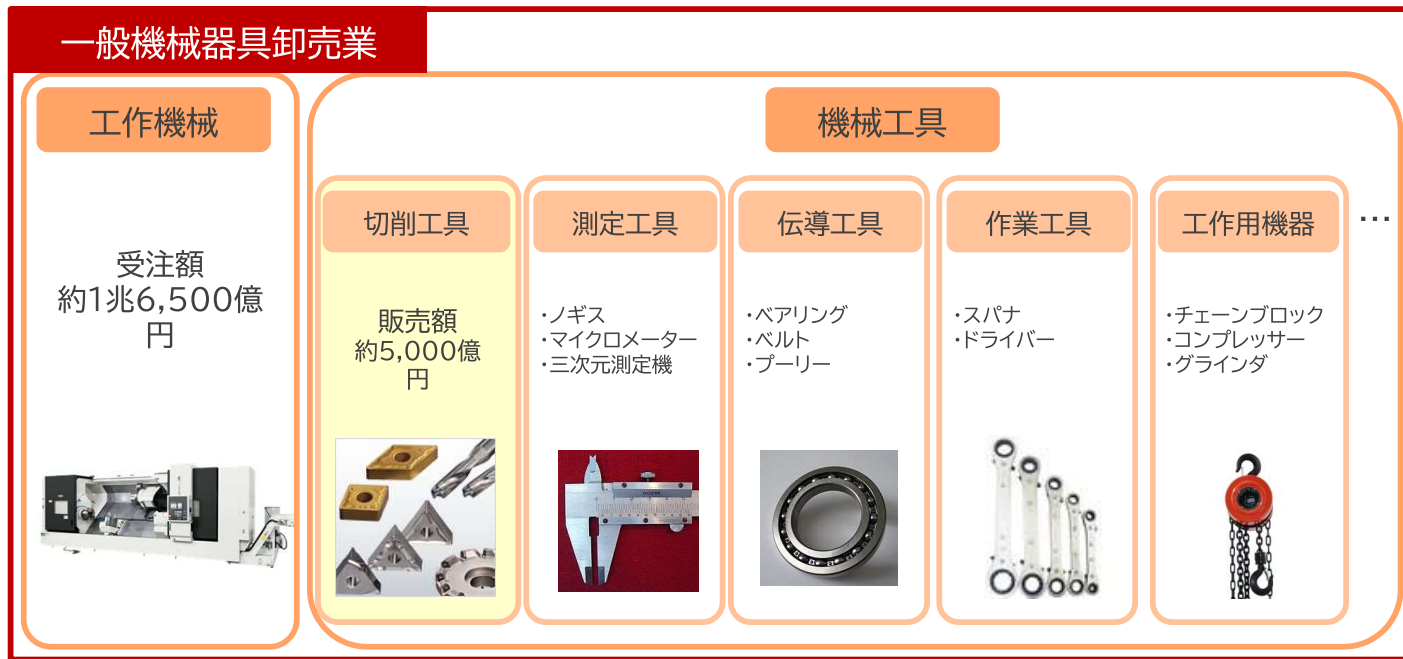 一般機械器具卸売業
工作機械
受注額
約1兆6,500億
円
機械工具
切削工具
販売額
約5,000億
円
測定工具
・ノギス
・マイクロメーター
・三次元測定機
伝導工具
・ベアリング
・ベルト
・プーリー
作業工具
・スパナ
・ドライバー
工作用機器
・チェーンブロック
・コンプレッサー
・グラインダ
…